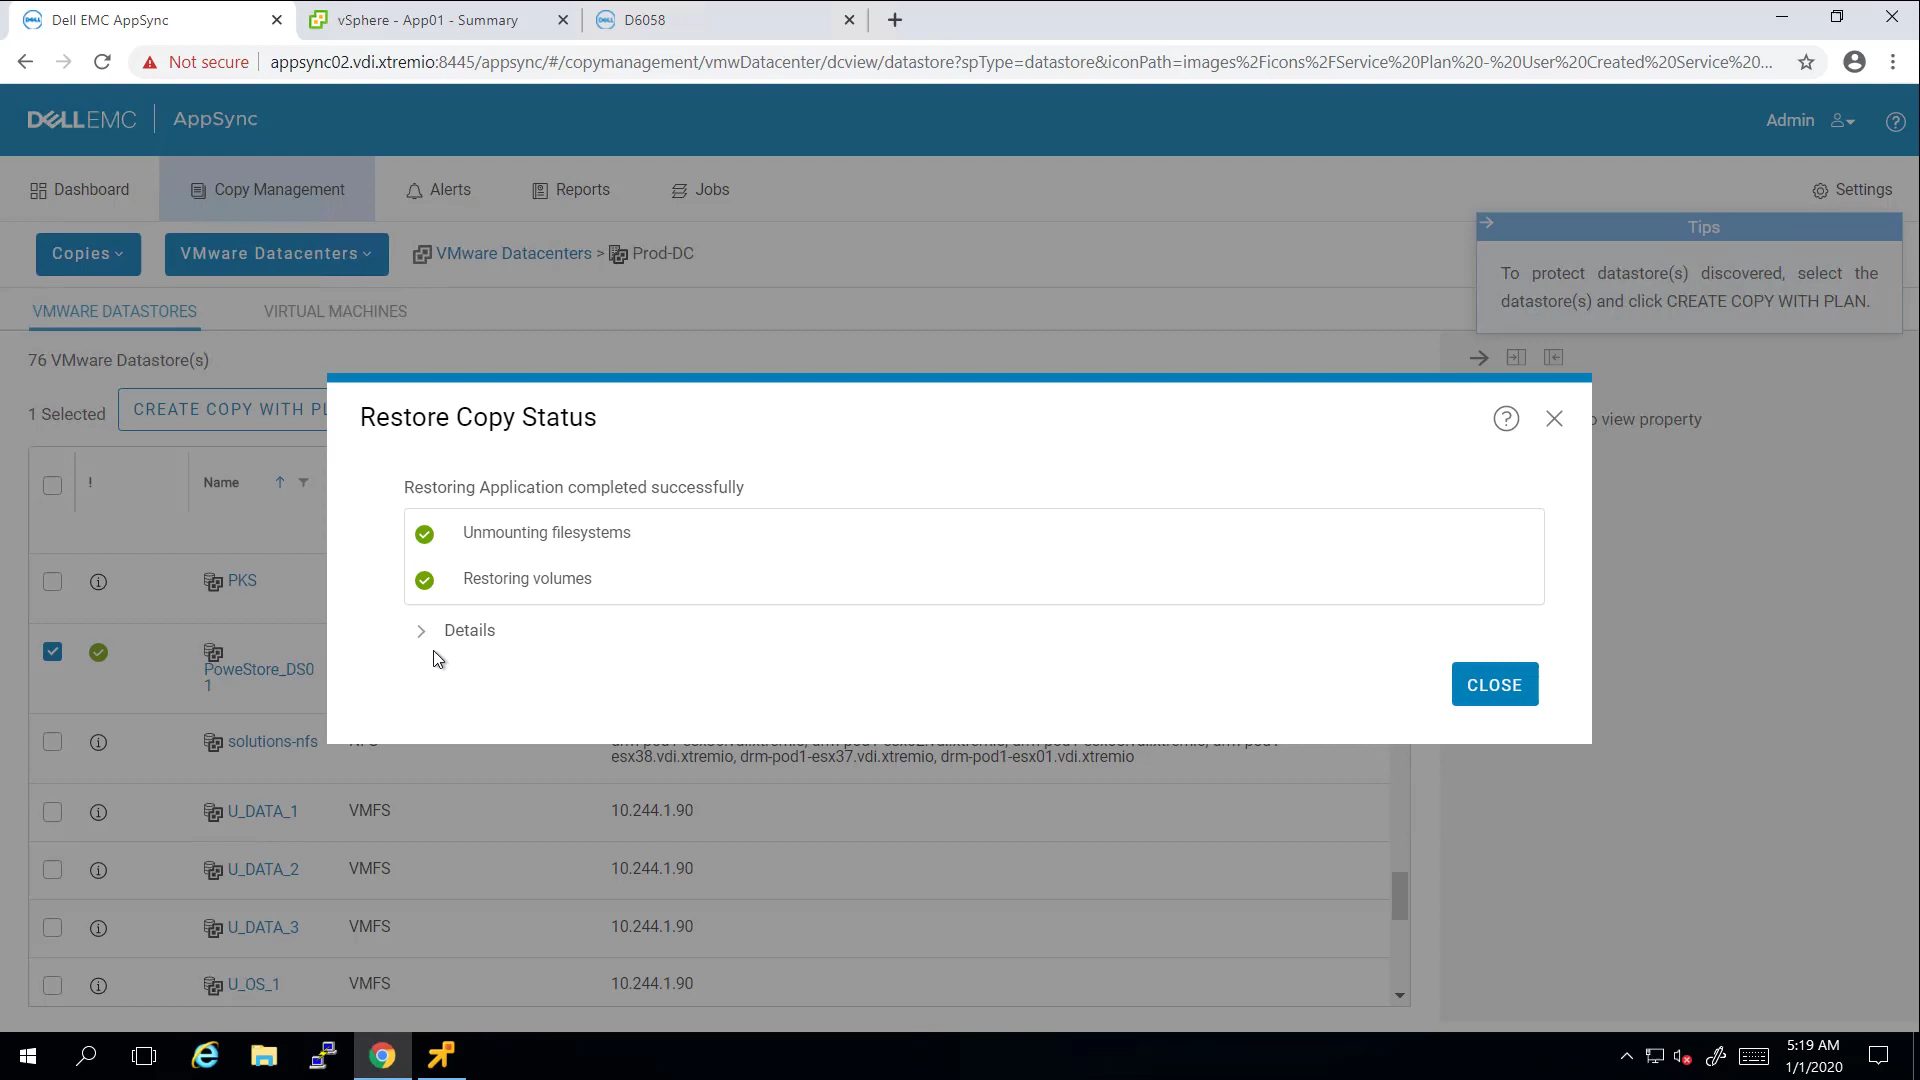 Dell EMC AppSync
vSphere - App01 - Summary
D6058
Not secure
appsync02.vdi.xtremio:8445/appsync/#/copymanagement/vmwDatacenter/dcview/datastore?spType=datastore&iconPath=images%2Ficons%2FService%20Plan%20-%20User%20Created%20Service%20...
DELLEMC
AppSync
Admin
Dashboard
Copy Management
Alerts
Reports
Jobs
Settings
Tips
To protect datastore(s) discovered, select the
datastore(s) and click CREATE COPY WITH PLAN.
Copies
VMware Datacenters
VMware Datacenters > Prod-DC
VMWARE DATASTORES
VIRTUAL MACHINES
76 VMware Datastore(s)
1 Selected
CREATE COPY WITH PL
view property
Restore Copy Status
Restoring Application completed successfully
Unmounting filesystems
Restoring volumes
Details
CLOSE
!
Name
PKS
PoweStore_DS0
1
solutions-nfs
esx38.vdi.xtremio, drm-pod1-esx37.vdi.xtremio, drm-pod1-esx01.vdi.xtremio
U_DATA_1 VMFS 10.244.1.90
U_DATA_2 VMFS 10.244.1.90
U_DATA_3 VMFS 10.244.1.90
U_OS_1 VMFS 10.244.1.90
5:19 AM
1/1/2020